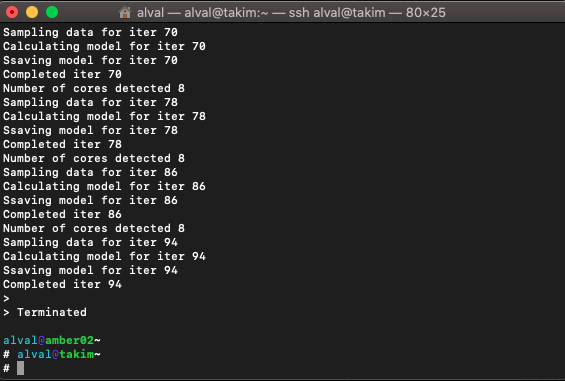 alval — alval@takim:~ — ssh alval@takim — 80×25
Sampling data for iter 70
Calculating model for iter 70
Ssaving model for iter 70
Completed iter 70
Number of cores detected 8
Sampling data for iter 78
Calculating model for iter 78
Ssaving model for iter 78
Completed iter 78
Number of cores detected 8
Sampling data for iter 86
Calculating model for iter 86
Ssaving model for iter 86
Completed iter 86
Number of cores detected 8
Sampling data for iter 94
Calculating model for iter 94
Ssaving model for iter 94
Completed iter 94
>
> Terminated
alval@amber02~
# alval@takim~
#